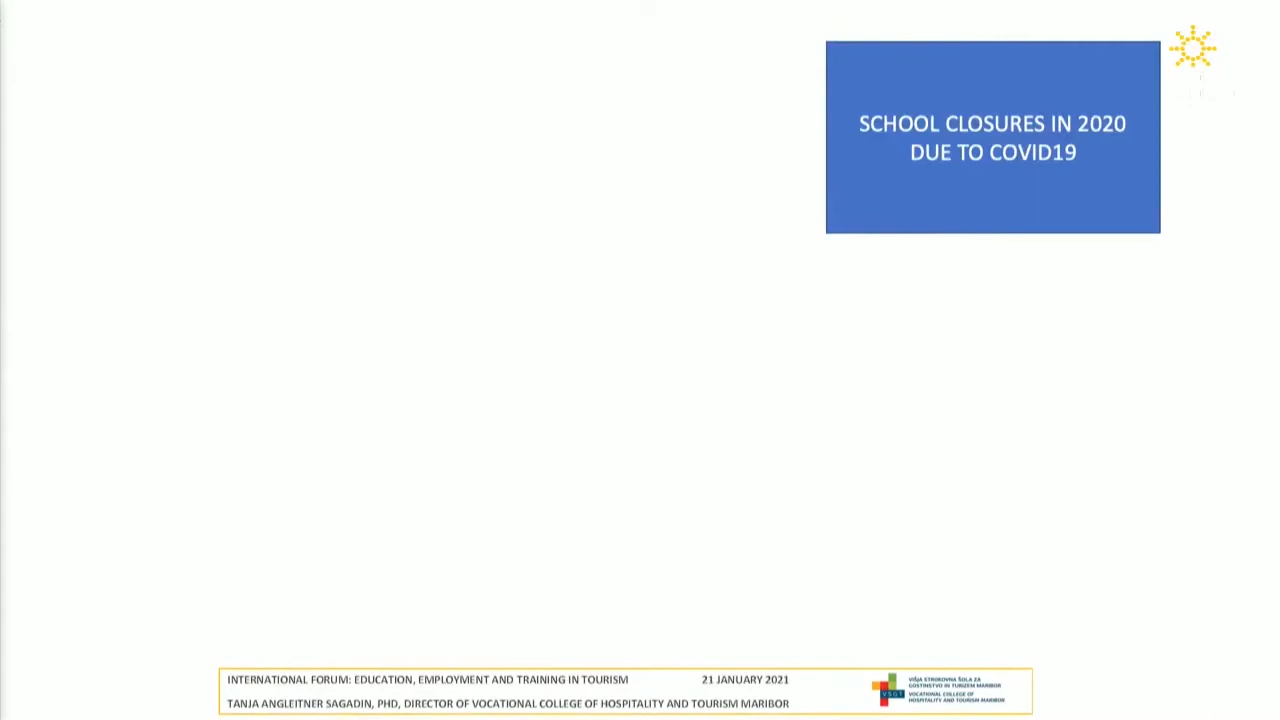 SCHOOL CLOSURES IN 2020
DUE TO COVID19
INTERNATIONAL FORUM: EDUCATION, EMPLOYMENT AND TRAINING IN TOURISM 21 JANUARY 2021
TANJA ANGLEITNER SAGADIN, PHD, DIRECTOR OF VOCATIONAL COLLEGE OF HOSPITALITY AND TOURISM MARIBOR
VSGT
VIŠJA STROKOVNA ŠOLA ZA
GOSTINSTVO IN TURIZEM MARIBOR
VOCATIONAL COLLEGE OF
HOSPITALITY AND TOURISM MARIBOR